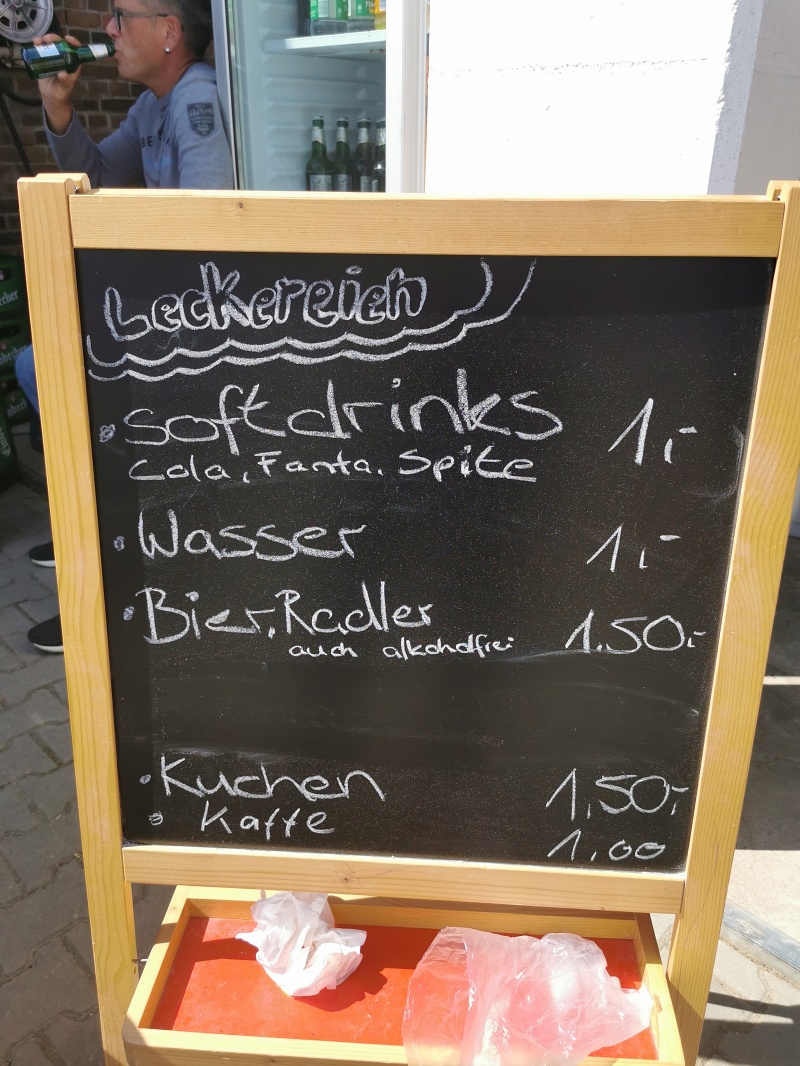 Leckereien
Softdrinks 1,-
Cola, Fanta, Spite
Wasser 1,-
Bier, Radler 1.50,-
auch alkoholfrei
Kuchen 1,50,-
Kaffe 1,00